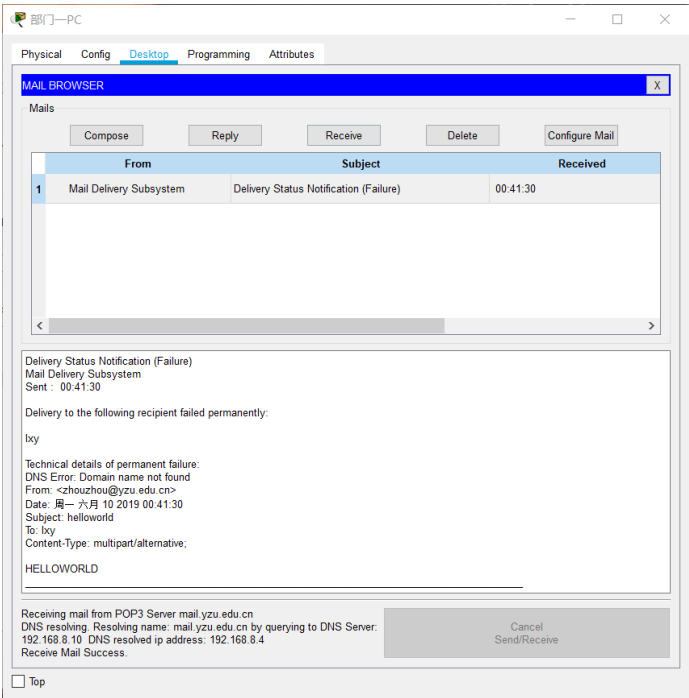 部门一PC
Physical Config Desktop Programming Attributes
MAIL BROWSER X
Mails
Compose Reply Receive Delete Configure Mail
From Subject Received
1 Mail Delivery Subsystem Delivery Status Notification (Failure) 00:41:30
Delivery Status Notification (Failure)
Mail Delivery Subsystem
Sent : 00:41:30
Delivery to the following recipient failed permanently:
lxy
Technical details of permanent failure:
DNS Error: Domain name not found
From: <zhouzhou@yzu.edu.cn>
Date: 周一 六月 10 2019 00:41:30
Subject: helloworld
To: lxy
Content-Type: multipart/alternative;
HELLOWORLD
Receiving mail from POP3 Server mail.yzu.edu.cn
DNS resolving. Resolving name: mail.yzu.edu.cn by querying to DNS Server:
192.168.8.10 DNS resolved ip address: 192.168.8.4
Receive Mail Success.
Cancel
Send/Receive
Top